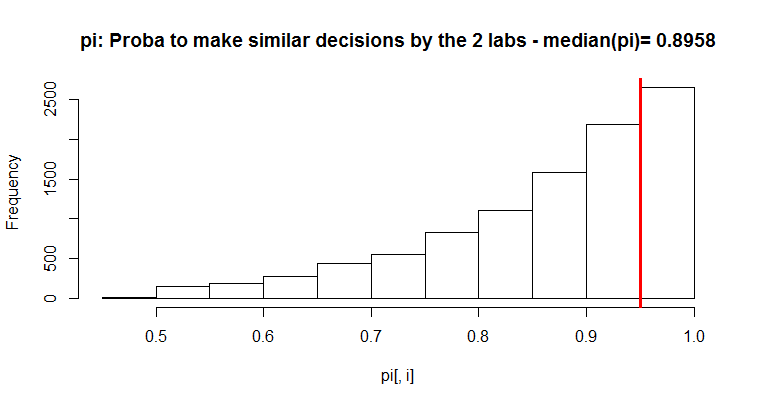 pi: Proba to make similar decisions by the 2 labs - median(pi)= 0.8958
Frequency
2500
1500
500
0
0.5 0.6 0.7 0.8 0.9 1.0
pi[, i]